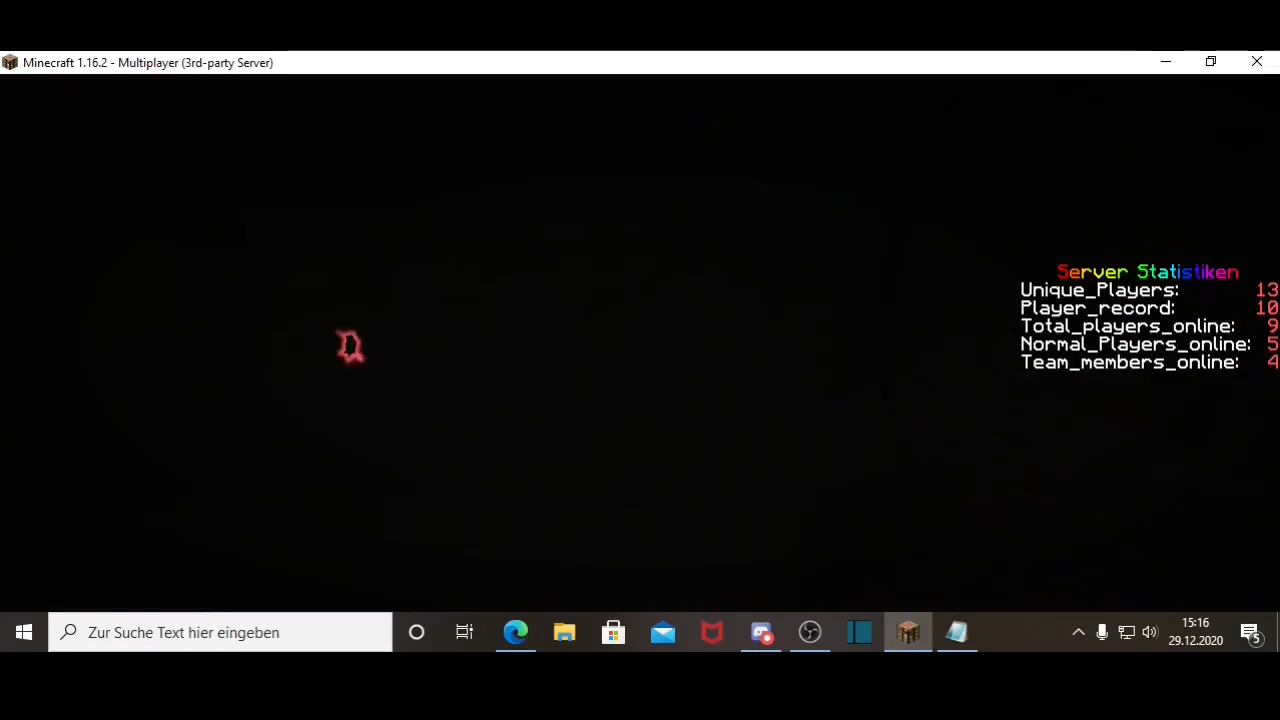 Minecraft 1.16.2 - Multiplayer (3rd-party Server)
Server Statistiken
Unique_Players: 13
Player_record: 10
Total_players_online: 9
Normal_Players_online: 5
Team_members_online: 4
Zur Suche Text hier eingeben
15:16
29.12.2020
5